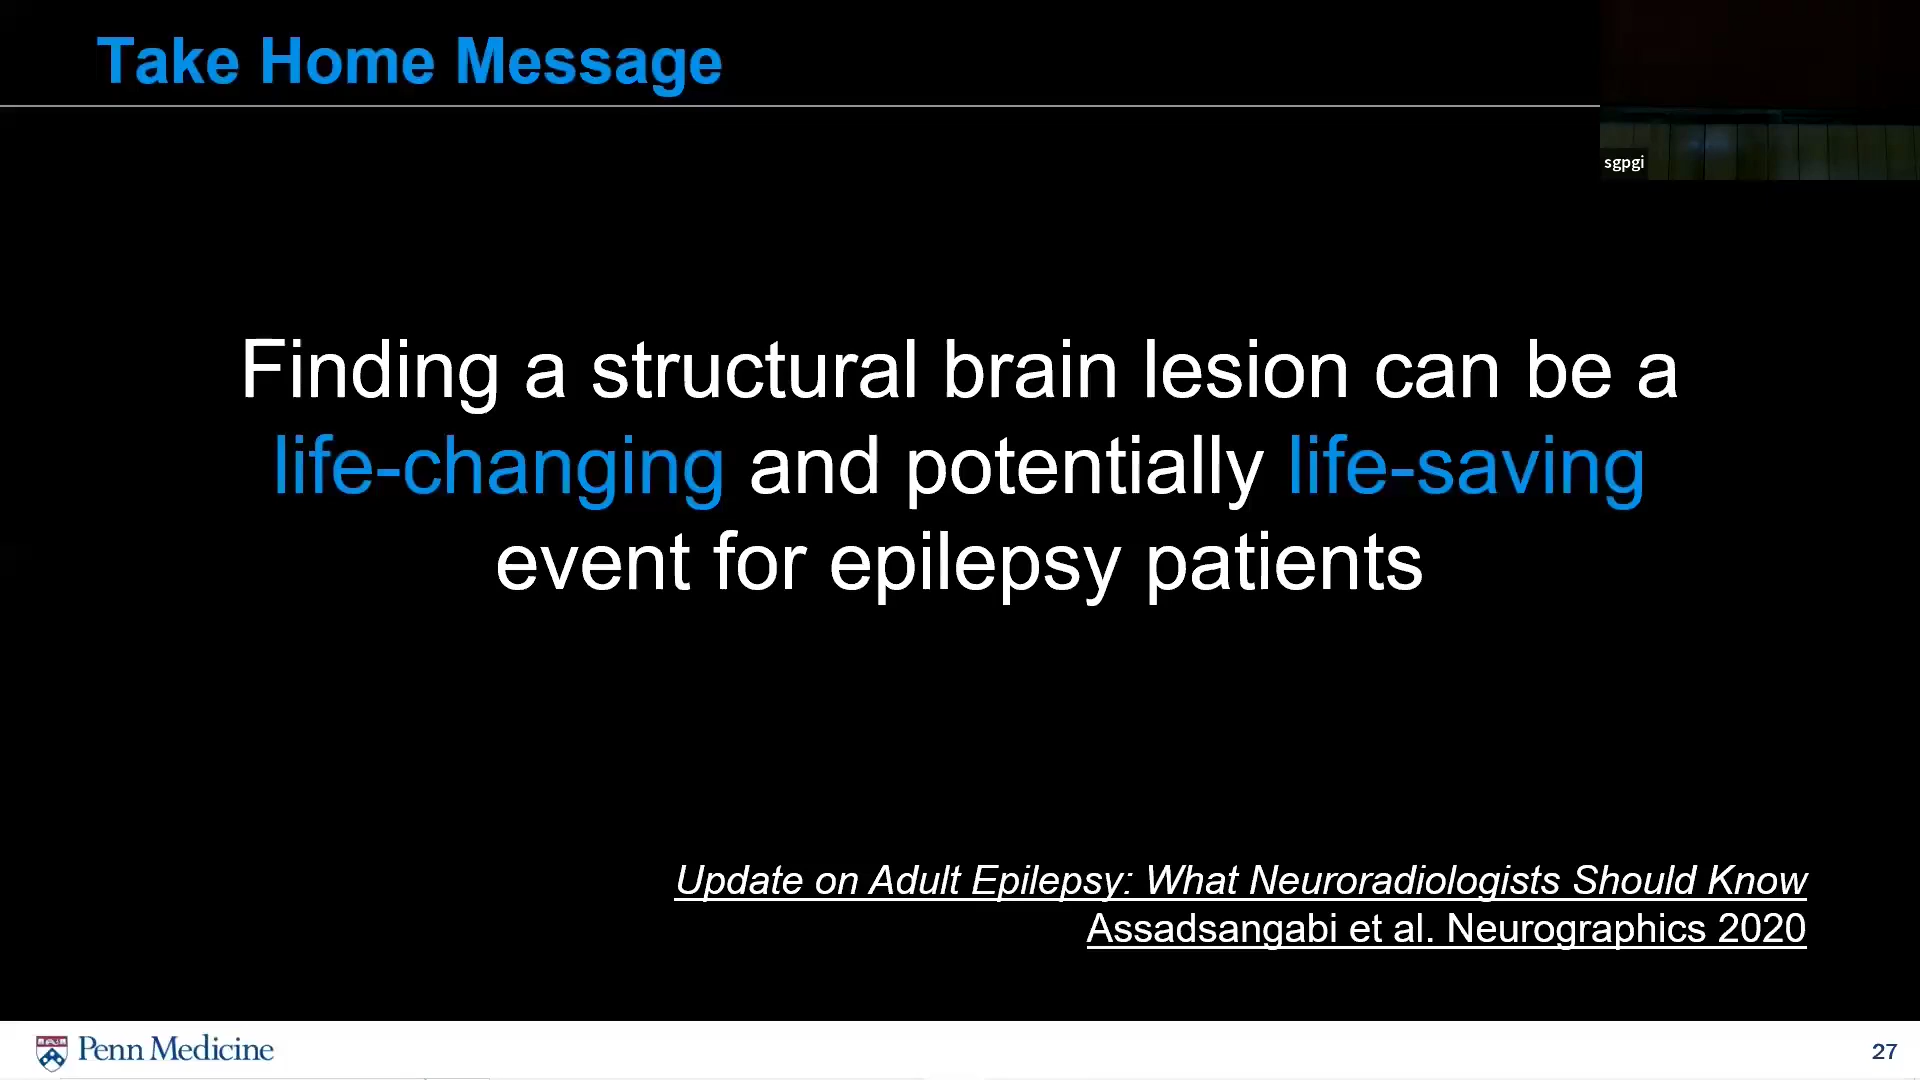 Take Home Message
sgpgi
Finding a structural brain lesion can be a
life-changing and potentially life-saving
event for epilepsy patients
Update on Adult Epilepsy: What Neuroradiologists Should Know
Assadsangabi et al. Neurographics 2020
Penn Medicine
27